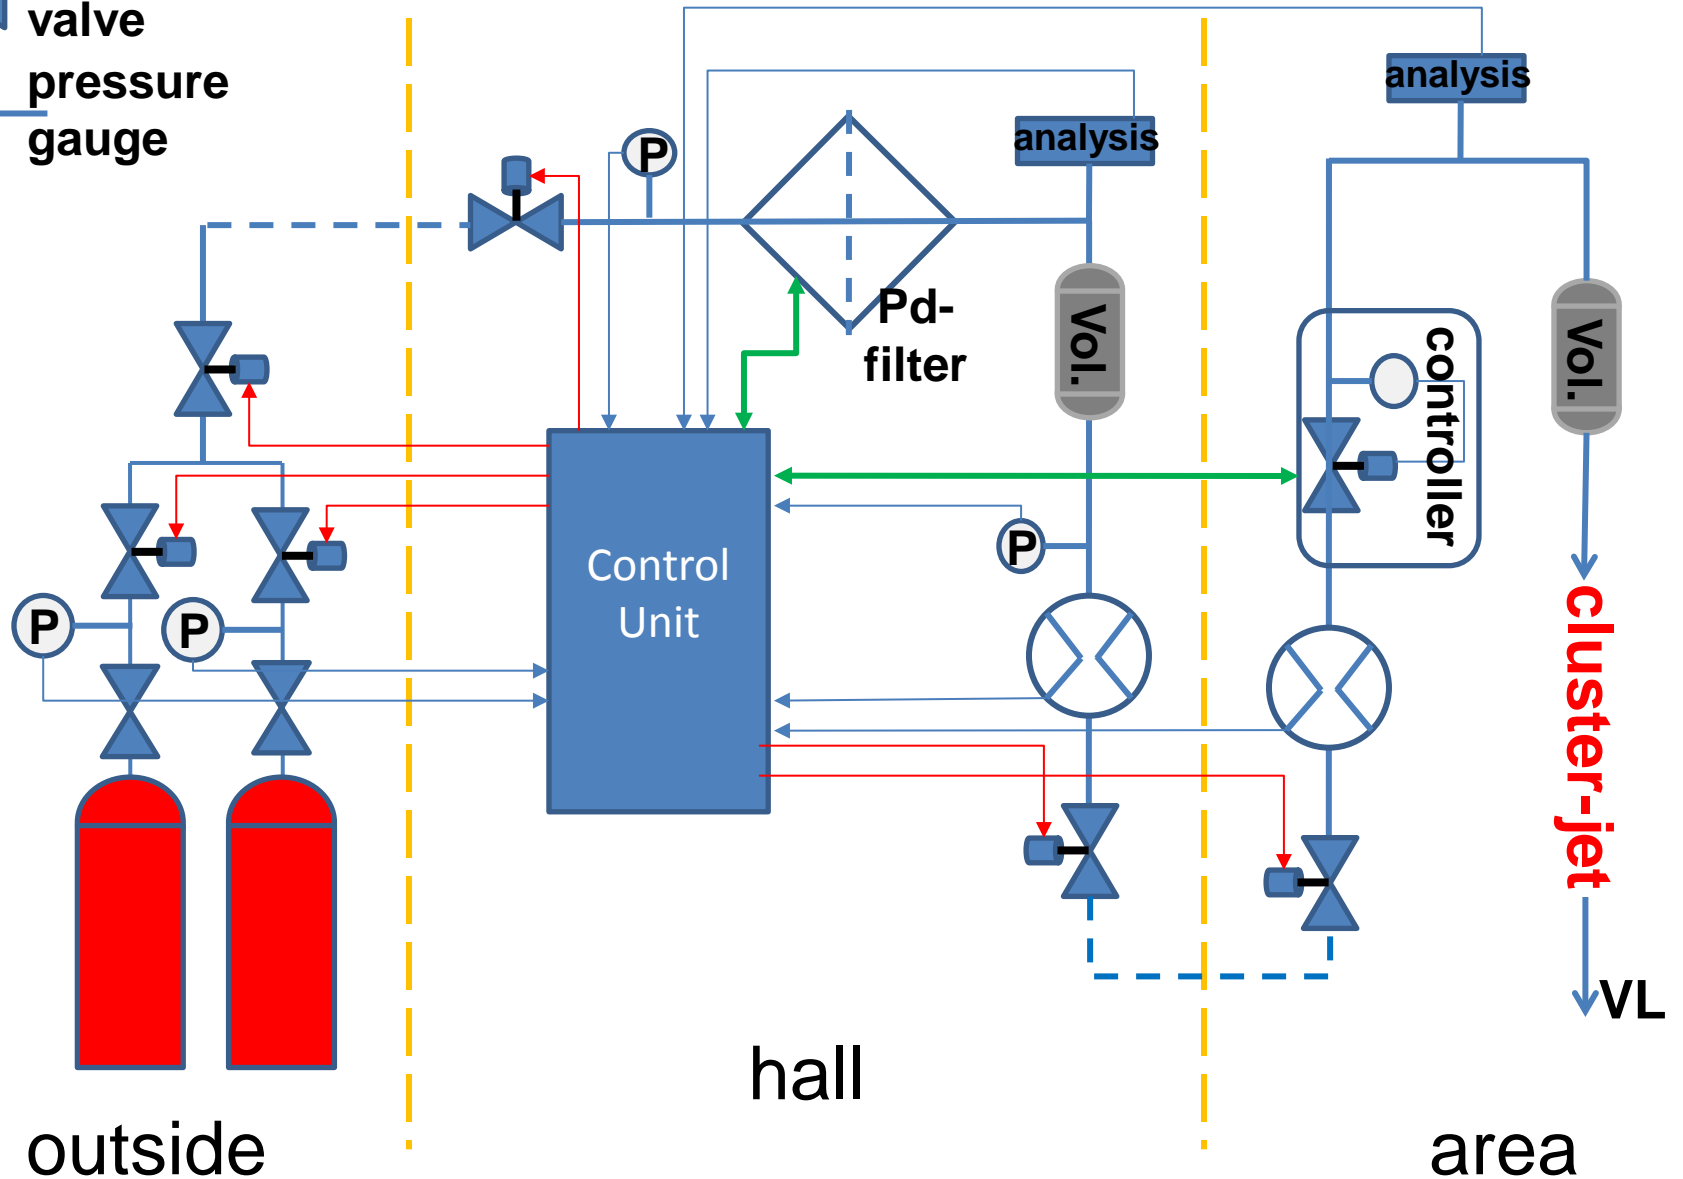 valve
pressure
gauge
analysis
analysis
P
Pd-
filter
Vol.
Vol.
controller
Control
Unit
P
P
P
cluster-jet
VL
hall
outside
area